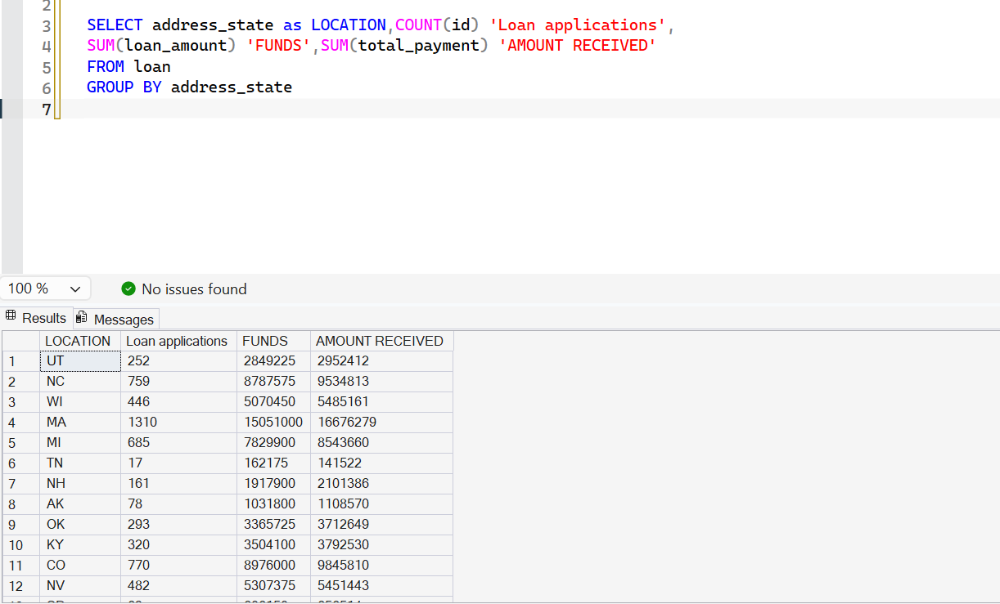 2
3 SELECT address_state as LOCATION,COUNT(id) 'Loan applications',
4 SUM(loan_amount) 'FUNDS',SUM(total_payment) 'AMOUNT RECEIVED'
5 FROM loan
6 GROUP BY address_state
7
100 % No issues found
Results Messages
LOCATION Loan applications FUNDS AMOUNT RECEIVED
1 UT 252 2849225 2952412
2 NC 759 8787575 9534813
3 WI 446 5070450 5485161
4 MA 1310 15051000 16676279
5 MI 685 7829900 8543660
6 TN 17 162175 141522
7 NH 161 1917900 2101386
8 AK 78 1031800 1108570
9 OK 293 3365725 3712649
10 KY 320 3504100 3792530
11 CO 770 8976000 9845810
12 NV 482 5307375 5451443